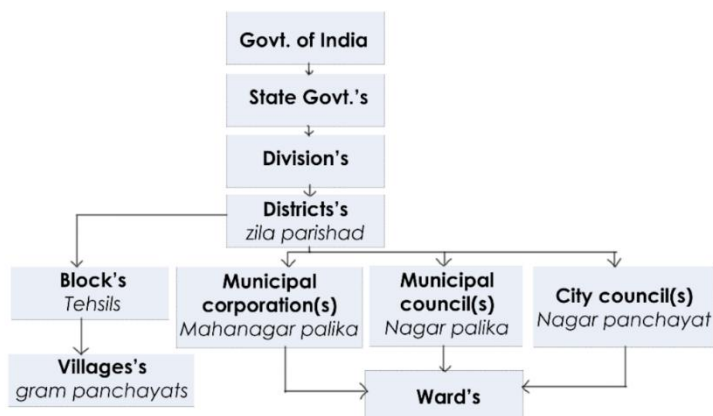 Govt. of India
State Govt.'s
Division's
Districts's
zila parishad
Block's
Tehsils
Municipal
corporation(s)
Mahanagar palika
Municipal
council(s)
Nagar palika
City council(s)
Nagar panchayat
Villages's
gram panchayats
Ward's